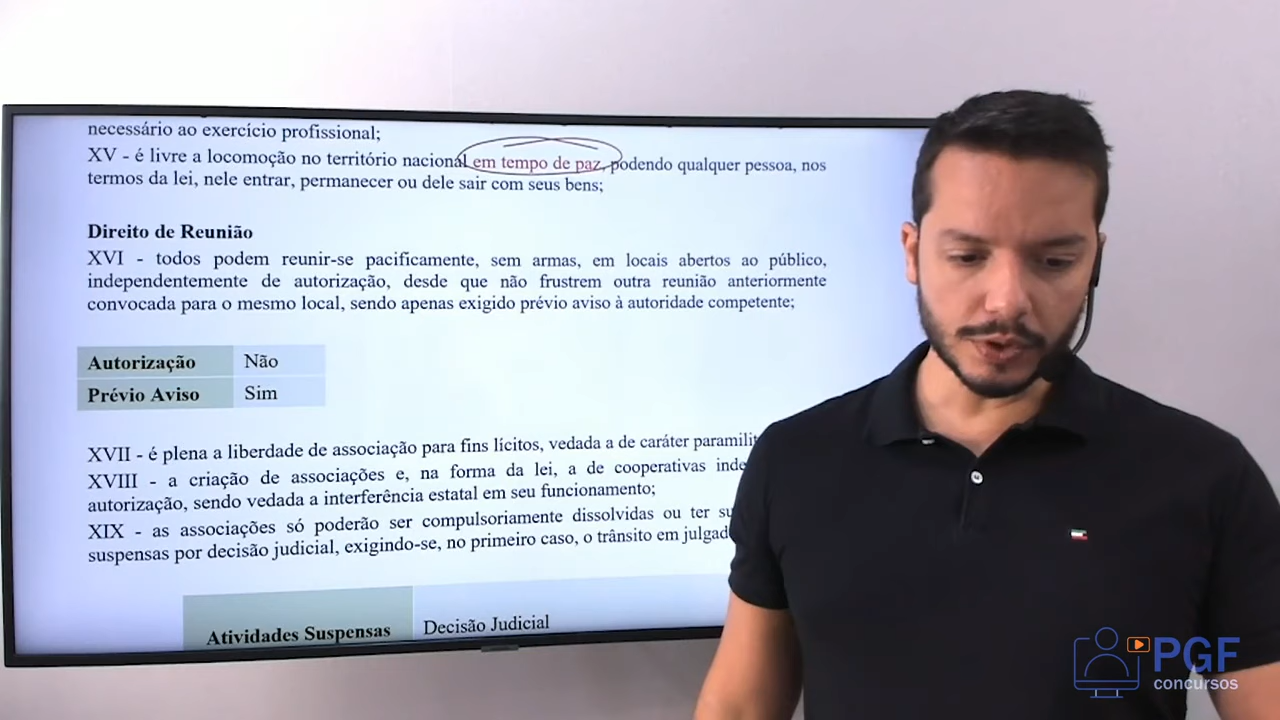 necessário ao exercício profissional;
XV - é livre a locomoção no território nacional em tempo de paz, podendo qualquer pessoa, nos
termos da lei, nele entrar, permanecer ou dele sair com seus bens;
Direito de Reunião
XVI - todos podem reunir-se pacificamente, sem armas, em locais abertos ao público,
independentemente de autorização, desde que não frustrem outra reunião anteriormente
convocada para o mesmo local, sendo apenas exigido prévio aviso à autoridade competente;
Autorização Não
Prévio Aviso Sim
XVII - é plena a liberdade de associação para fins lícitos, vedada a de caráter
XVIII - a criação de associações e, na forma da lei, a de cooperativas
autorização, sendo vedada a interferência estatal em seu funcionamento;
XIX - as associações só poderão ser compulsoriamente dissolvidas ou ter
suspensas por decisão judicial, exigindo-se, no primeiro caso, o trânsito em
Atividades Suspensas Decisão Judicial
PGF
concursos